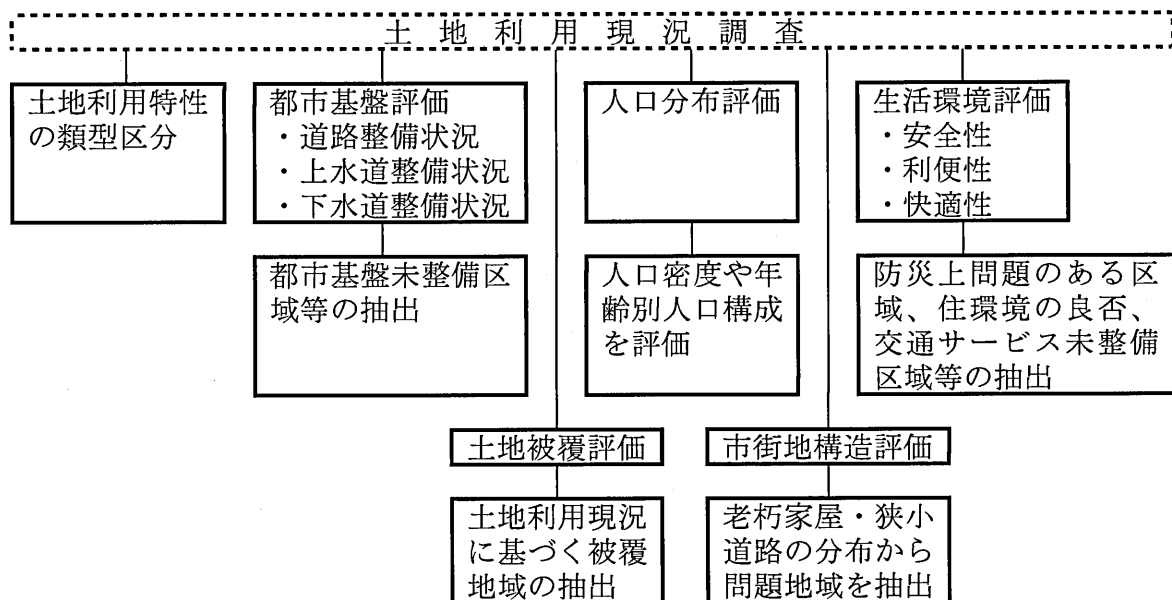 土地利用現況調査
土地利用特性
の類型区分
都市基盤評価
・道路整備状況
・上水道整備状況
・下水道整備状況
人口分布評価
生活環境評価
・安全性
・利便性
・快適性
都市基盤未整備区
域等の抽出
人口密度や年
齢別人口構成
を評価
防災上問題のある区
域、住環境の良否、
交通サービス未整備
区域等の抽出
土地被覆評価
市街地構造評価
土地利用現況
に基づく被覆
地域の抽出
老朽家屋・狭小
道路の分布から
問題地域を抽出